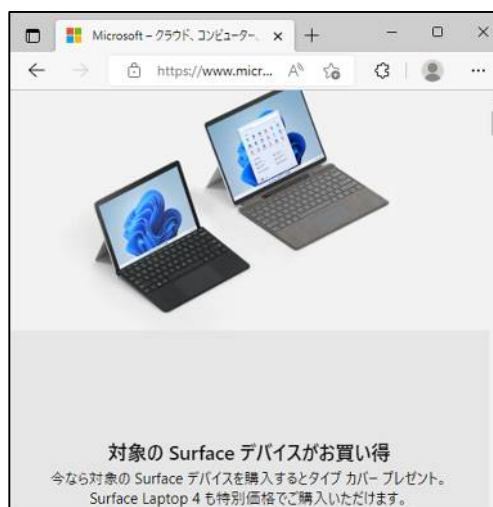 Microsoft – クラウド、コンピューター、
https://www.micr...
対象の Surface デバイスがお買い得
今なら対象の Surface デバイスを購入するとタイプ カバー プレゼント。
Surface Laptop 4 も特別価格でご購入いただけます。